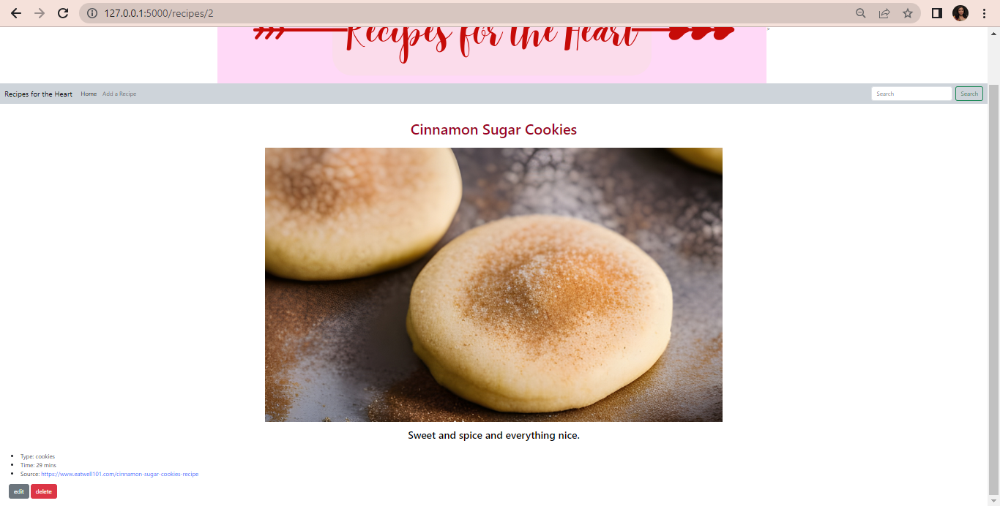 127.0.0.1:5000/recipes/2
Recipes for the Heart
>
Recipes for the Heart Home Add a Recipe Search Search
Cinnamon Sugar Cookies
Sweet and spice and everything nice.
Type: cookies
Time: 29 mins
Source: https://www.eatwell101.com/cinnamon-sugar-cookies-recipe
edit delete